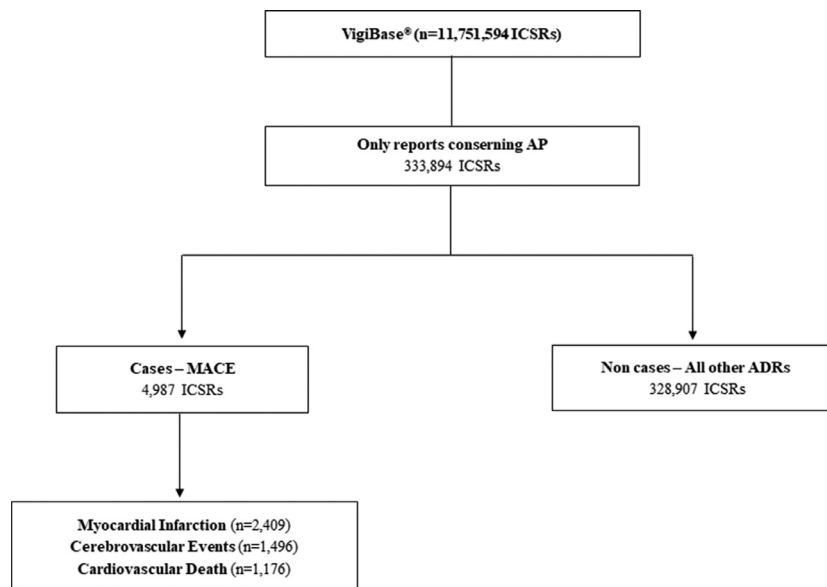 VigiBase® (n=11,751,594 ICSRs)
Only reports conserning AP
333,894 ICSRs
Cases – MACE
4,987 ICSRs
Non cases – All other ADRs
328,907 ICSRs
Myocardial Infarction (n=2,409)
Cerebrovascular Events (n=1,496)
Cardiovascular Death (n=1,176)